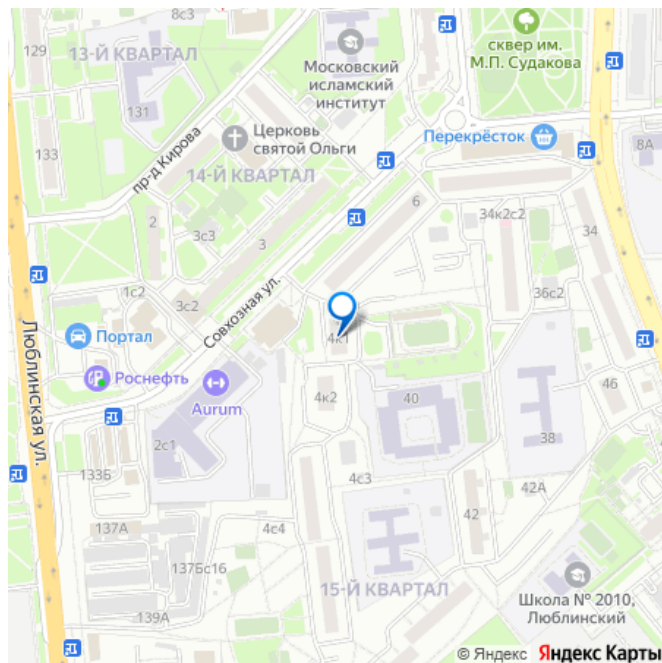 8с3
129
13-Й КВАРТАЛ
Московский
исламский
институт
сквер им.
М.П. Судакова
131
133
пр-д Кирова
Церковь
святой Ольги
Перекрёсток
8А
14-Й КВАРТАЛ
2
3с3
3
6
34к2с2
34
1с2
3с2
Совхозная ул.
36с2
Люблинская ул.
Портал
4к1
Роснефть
Aurum
4к2
40
46
38
2с1
133Б
4с3
42А
42
137А
4с4
137Бс16
15-Й КВАРТАЛ
139А
Школа № 2010,
Люблинский
© Яндекс Яндекс Карты